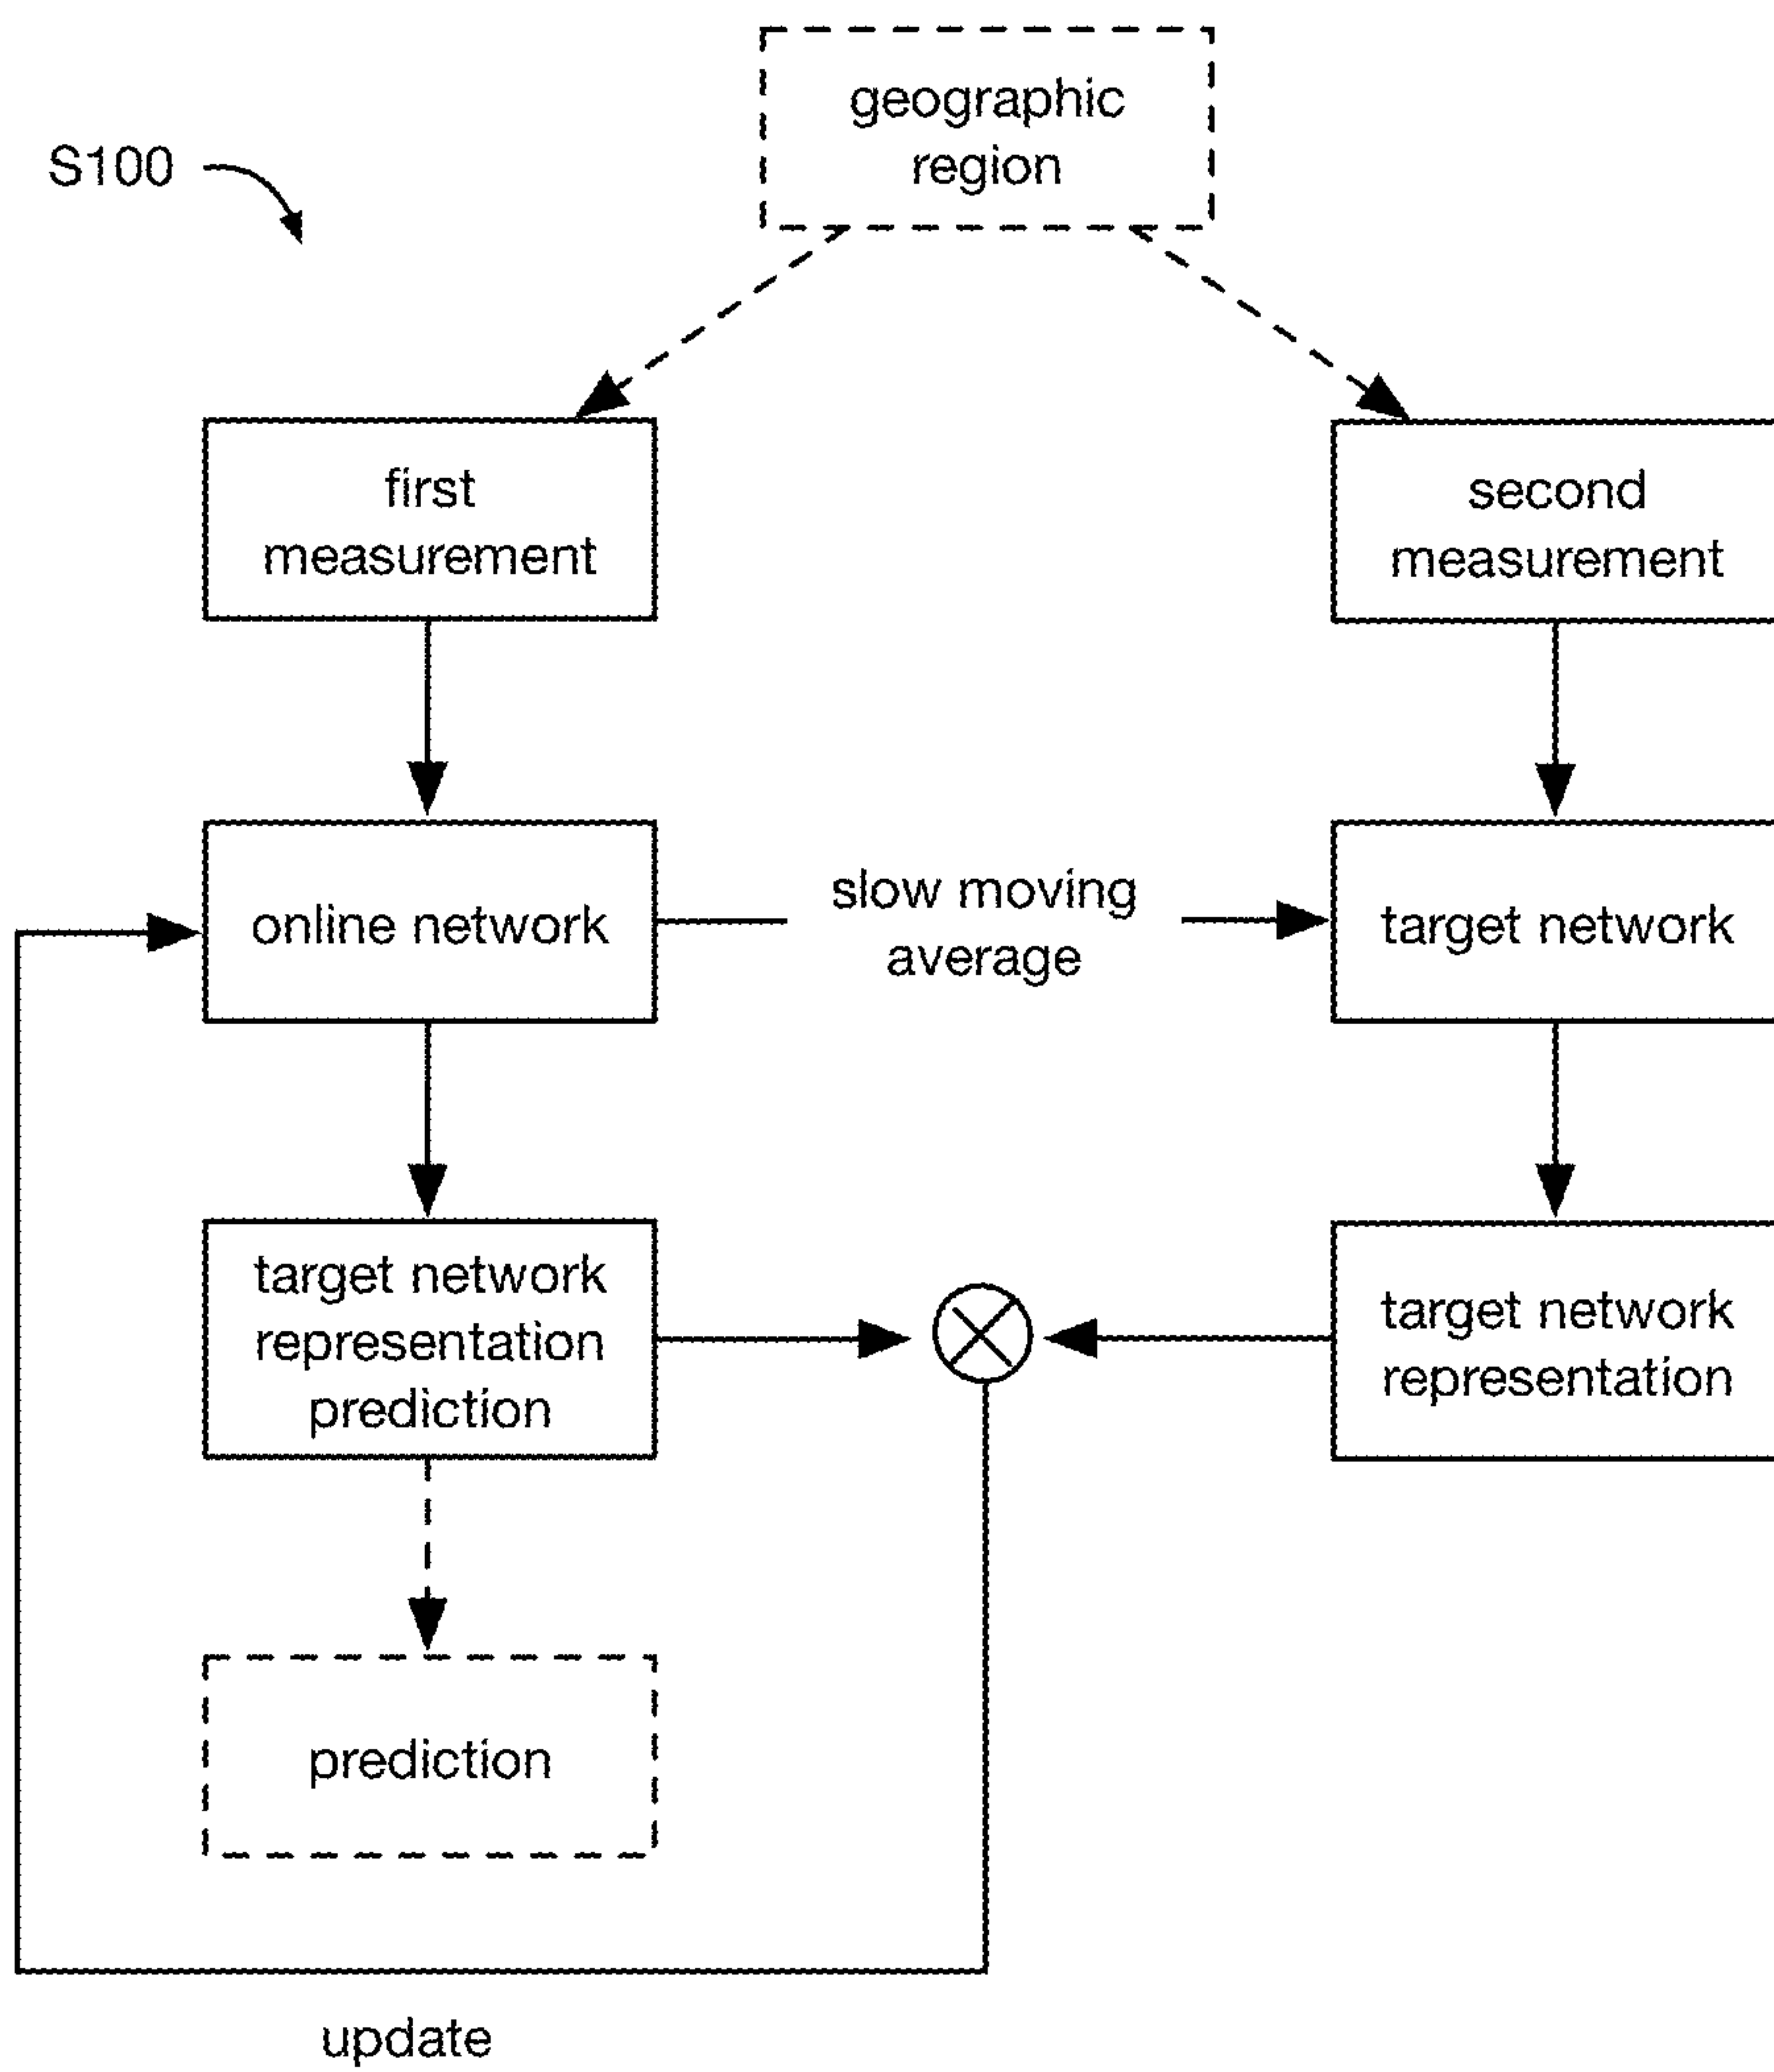 geographic
region
S100
first
measurement
second
measurement
online network
slow moving
average
target network
target network
representation
prediction
target network
representation
prediction
update